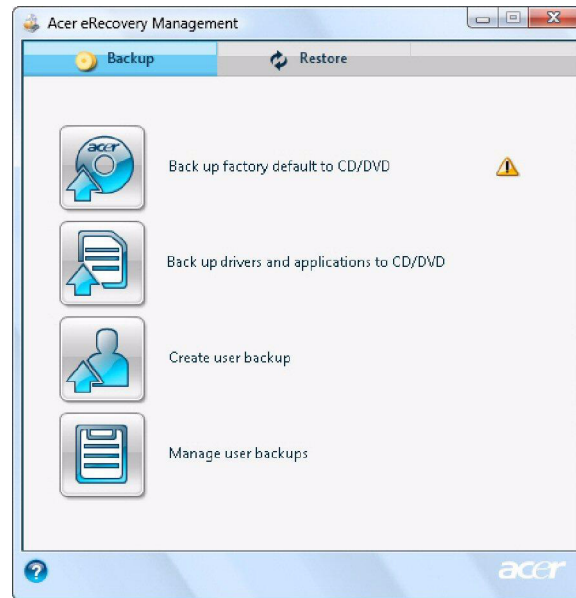 Acer eRecovery Management
Backup
Restore
acer
Back up factory default to CD/DVD
Back up drivers and applications to CD/DVD
Create user backup
Manage user backups
acer